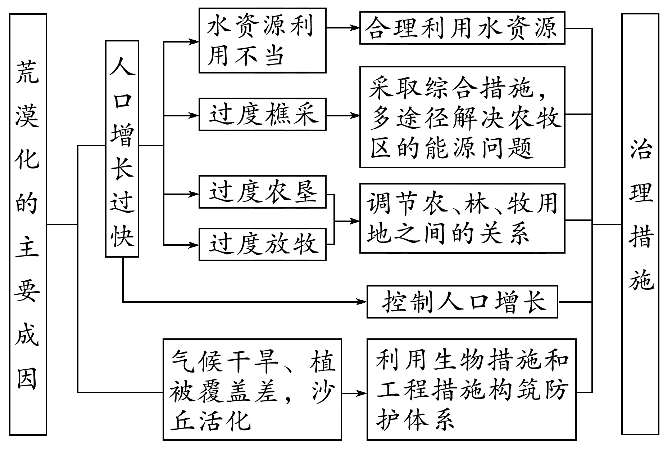 荒漠化的主要成因
人口增长过快
水资源利
用不当
过度樵采
过度农垦
过度放牧
气候干旱、植
被覆盖差，沙
丘活化
合理利用水资源
采取综合措施，
多途径解决农牧
区的能源问题
调节农、林、牧用
地之间的关系
控制人口增长
利用生物措施和
工程措施构筑防
护体系
治理措施